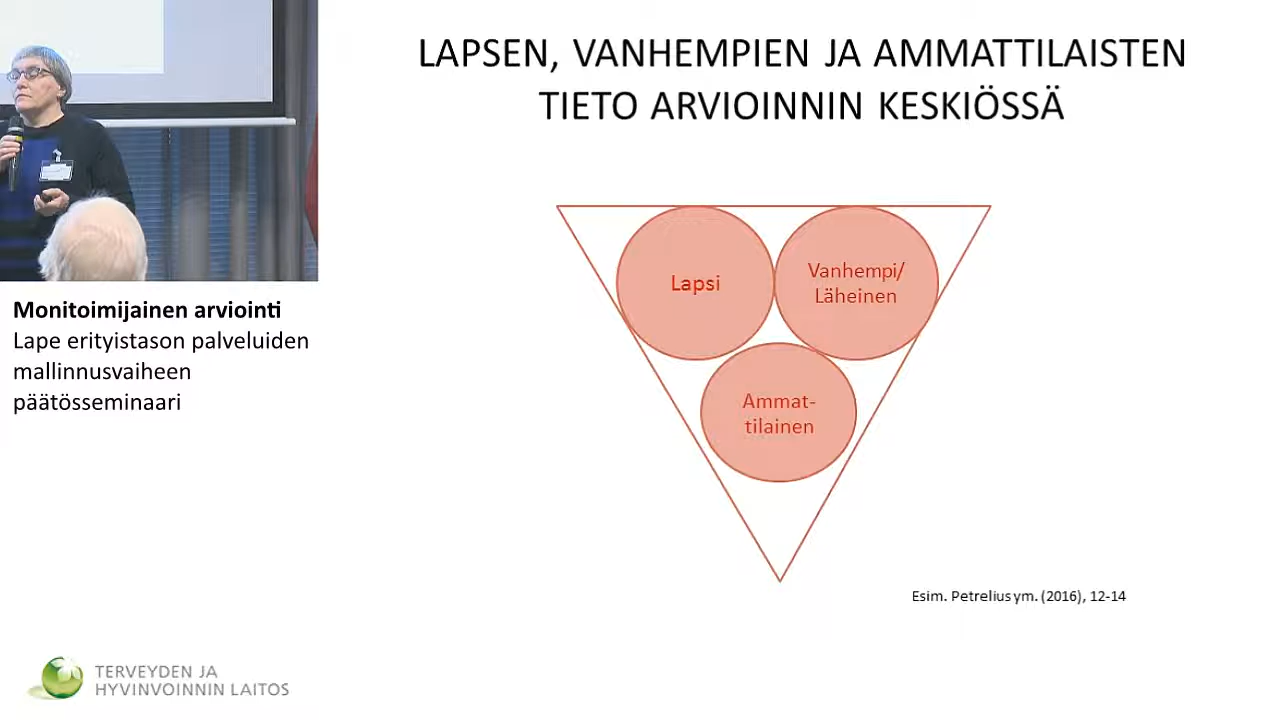 LAPSEN, VANHEMPIEN JA AMMATTILAISTEN
TIETO ARVIOINNIN KESKIÖSSÄ
Lapsi
Vanhempi/
Läheinen
Ammat-
tilainen
Esim. Petrelius ym. (2016), 12-14
Monitoimijainen arviointi
Lape erityistason palveluiden
mallinnusvaiheen
päätösseminaari
TERVEYDEN JA
HYVINVOINNIN LAITOS